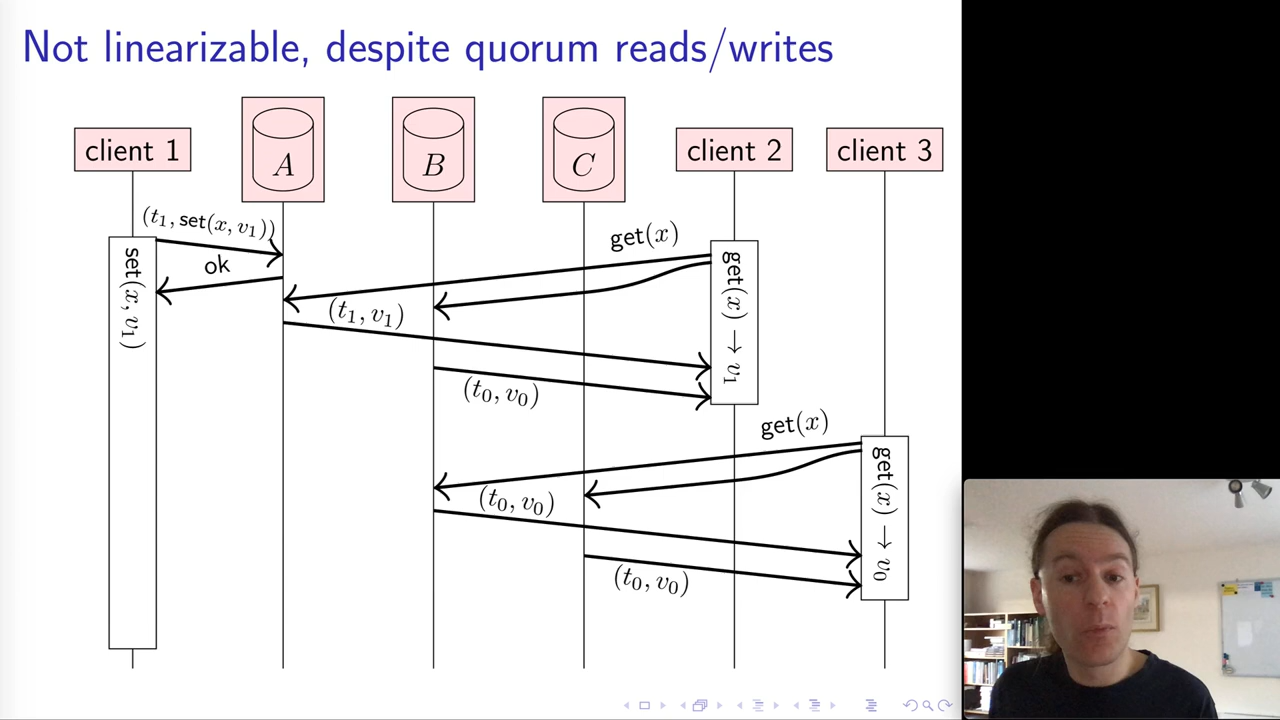 Not linearizable, despite quorum reads/writes
client 1
A
B
C
client 2
client 3
(t₁, set(x, v₁))
ok
set(x, v₁)
get(x)
(t₁, v₁)
(t₀, v₀)
get(x) → v₁
get(x)
(t₀, v₀)
(t₀, v₀)
get(x) → v₀